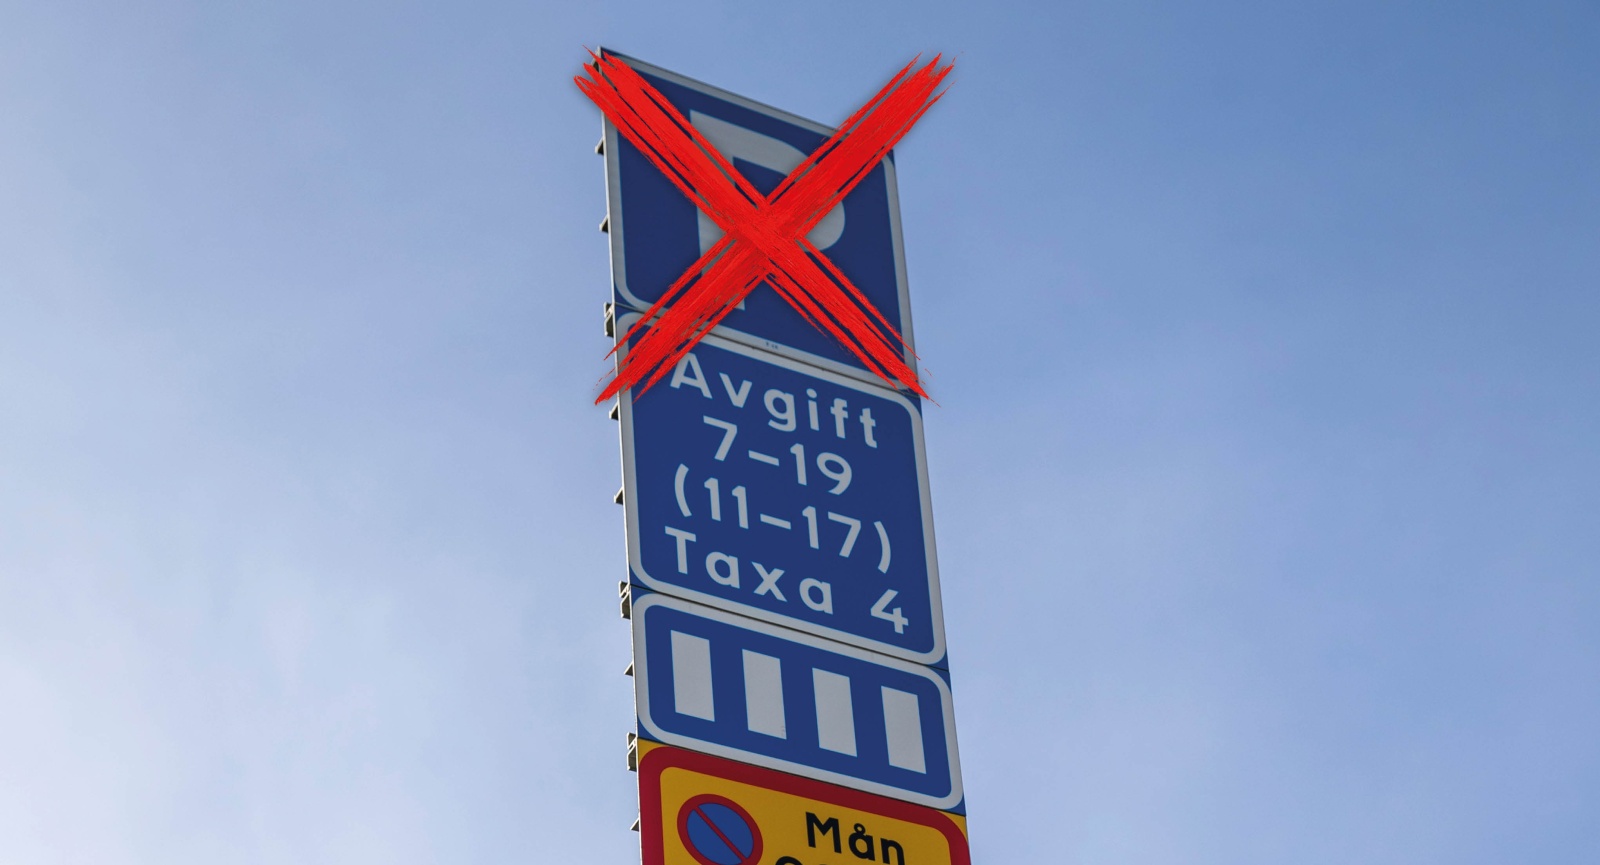 P
Avgift
7–19
(11–17)
Taxa 4
Mån